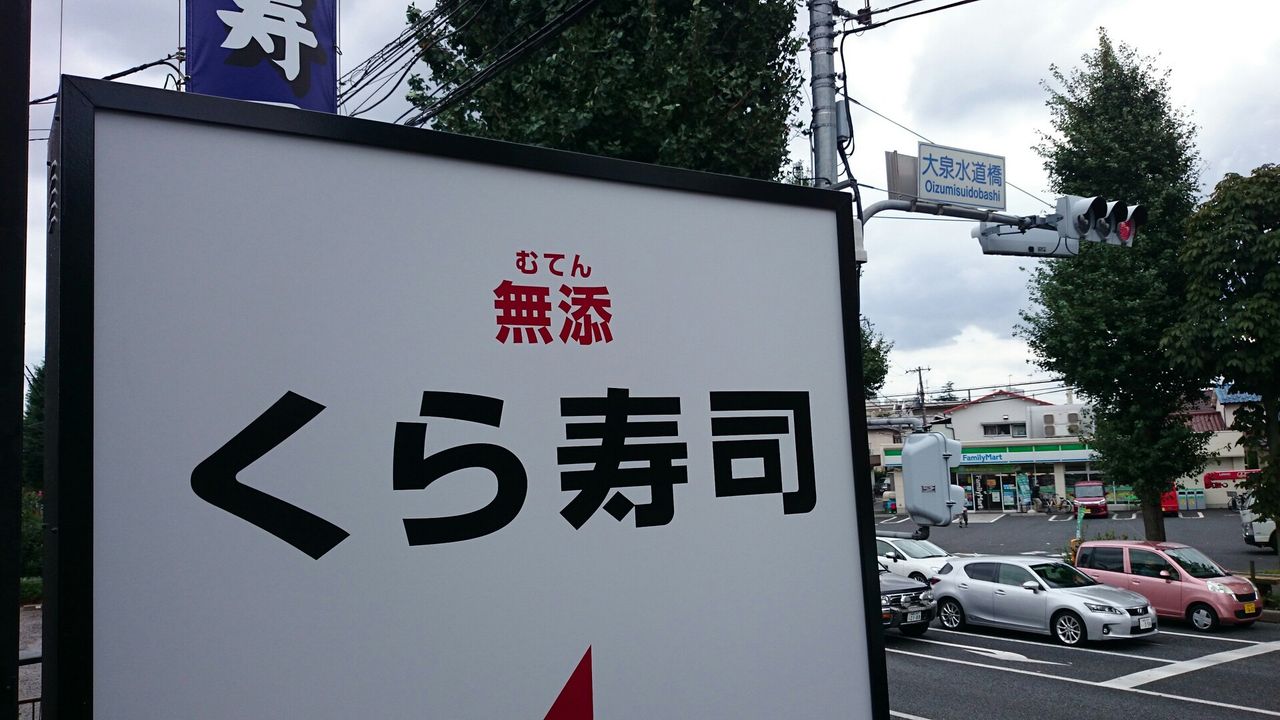 寿
むてん
無添
くら寿司
大泉水道橋
Oizumisuidobashi
FamilyMart